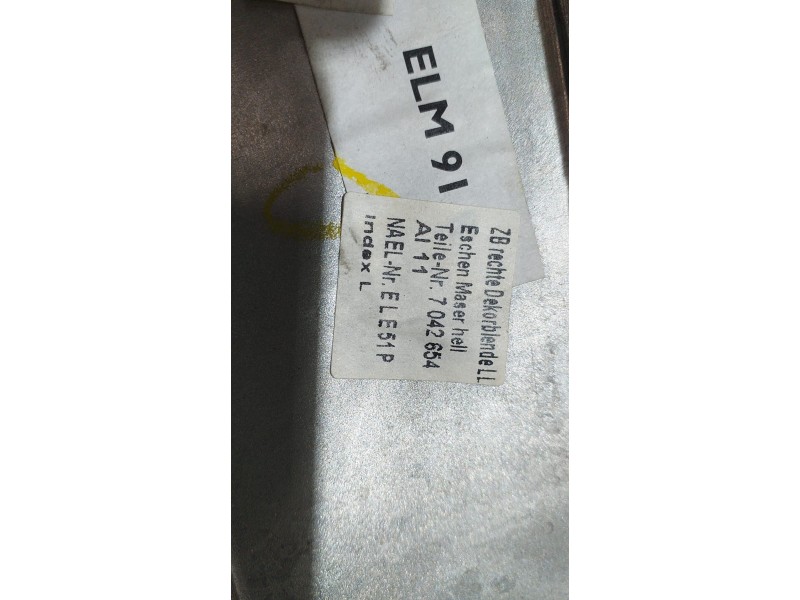 ELM 91
ZB rechte Dekorblende LL
Eschen Maser hell
Teile-Nr. 7 042 654
AI 11
NAEL-Nr. E L E 51 P
Index L